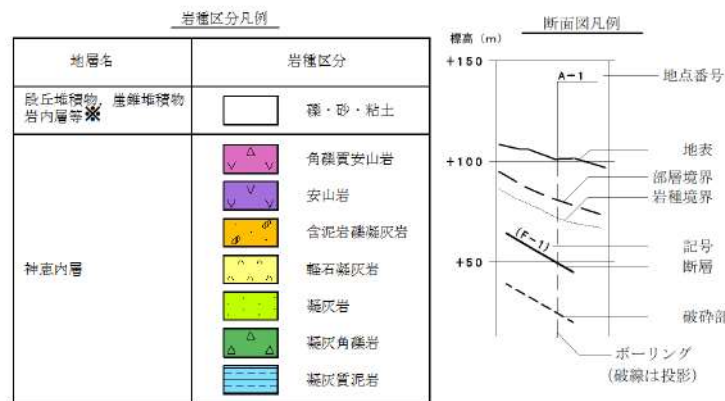 岩種区分凡例
地層名
岩種区分
段丘堆積物、崖錐堆積物
岩内層等※
礫・砂・粘土
神恵内層
角礫質安山岩
安山岩
含泥岩礫凝灰岩
軽石凝灰岩
凝灰岩
凝灰角礫岩
凝灰質泥岩
断面図凡例
標高(m)
+150
A-1
地点番号
+100
地表
部層境界
岩種境界
(F-1)
記号
+50
断層
破砕部
ボーリング
(破線は投影)